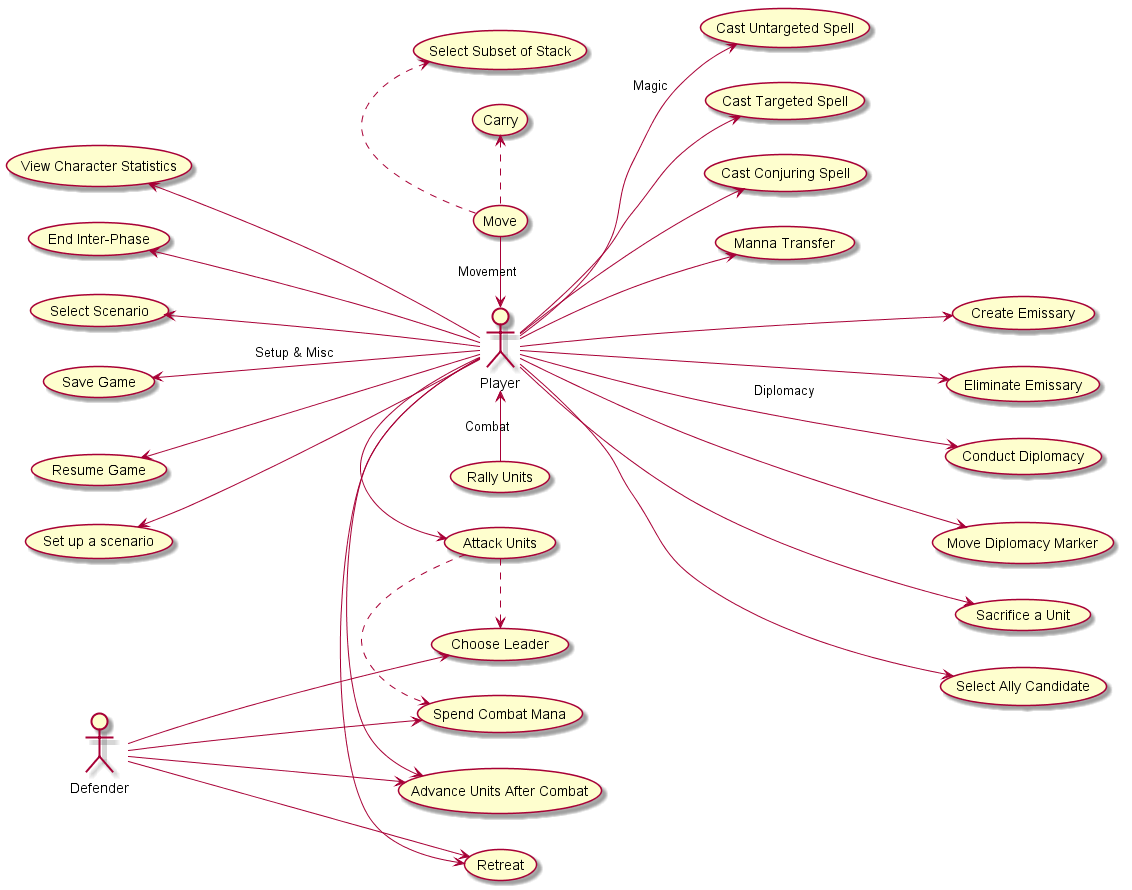 Cast Untargeted Spell
Select Subset of Stack
Magic
Cast Targeted Spell
Carry
View Character Statistics
Cast Conjuring Spell
Move
End Inter-Phase
Manna Transfer
Movement
Select Scenario
Create Emissary
Setup & Misc
Save Game
Player
Eliminate Emissary
Diplomacy
Combat
Conduct Diplomacy
Resume Game
Rally Units
Set up a scenario
Attack Units
Move Diplomacy Marker
Sacrifice a Unit
Choose Leader
Select Ally Candidate
Spend Combat Mana
Defender
Advance Units After Combat
Retreat